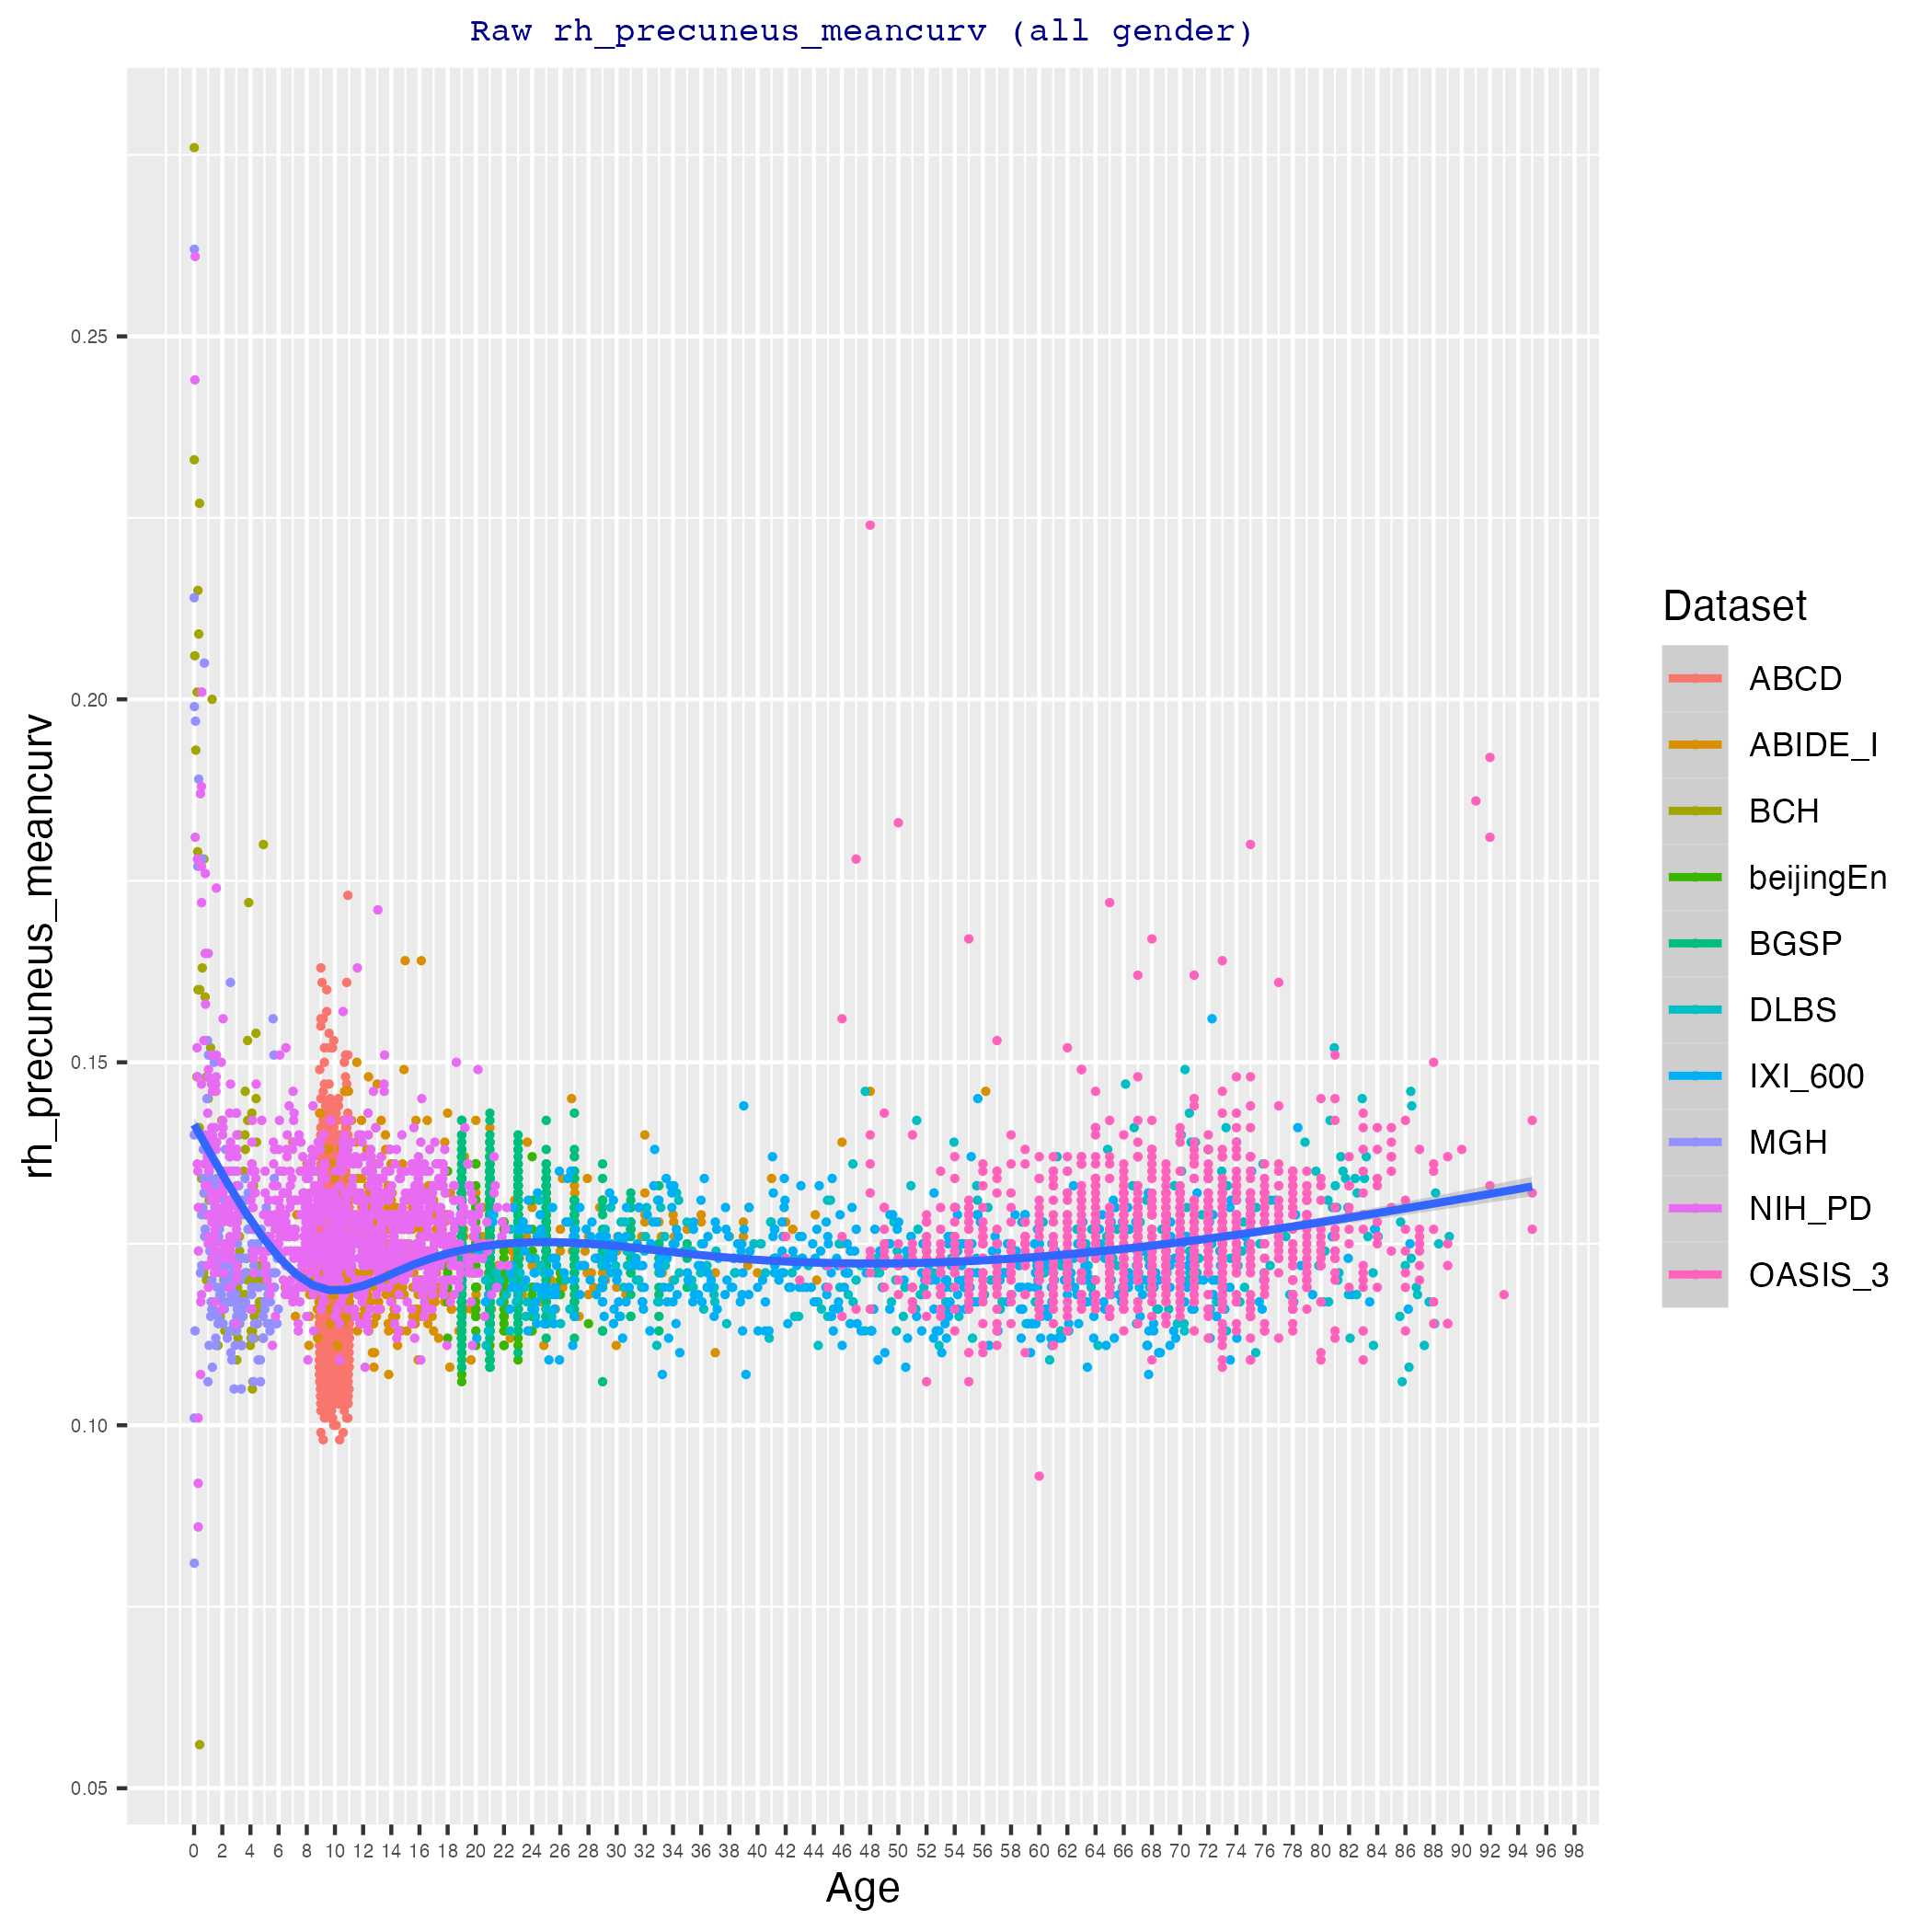 Raw rh_precuneus_meancurv (all gender)
rh_precuneus_meancurv
0.25
0.20
0.15
0.10
0.05
0 2 4 6 8 10 12 14 16 18 20 22 24 26 28 30 32 34 36 38 40 42 44 46 48 50 52 54 56 58 60 62 64 66 68 70 72 74 76 78 80 82 84 86 88 90 92 94 96 98
Age
Dataset
ABCD
ABIDE_I
BCH
beijingEn
BGSP
DLBS
IXI_600
MGH
NIH_PD
OASIS_3